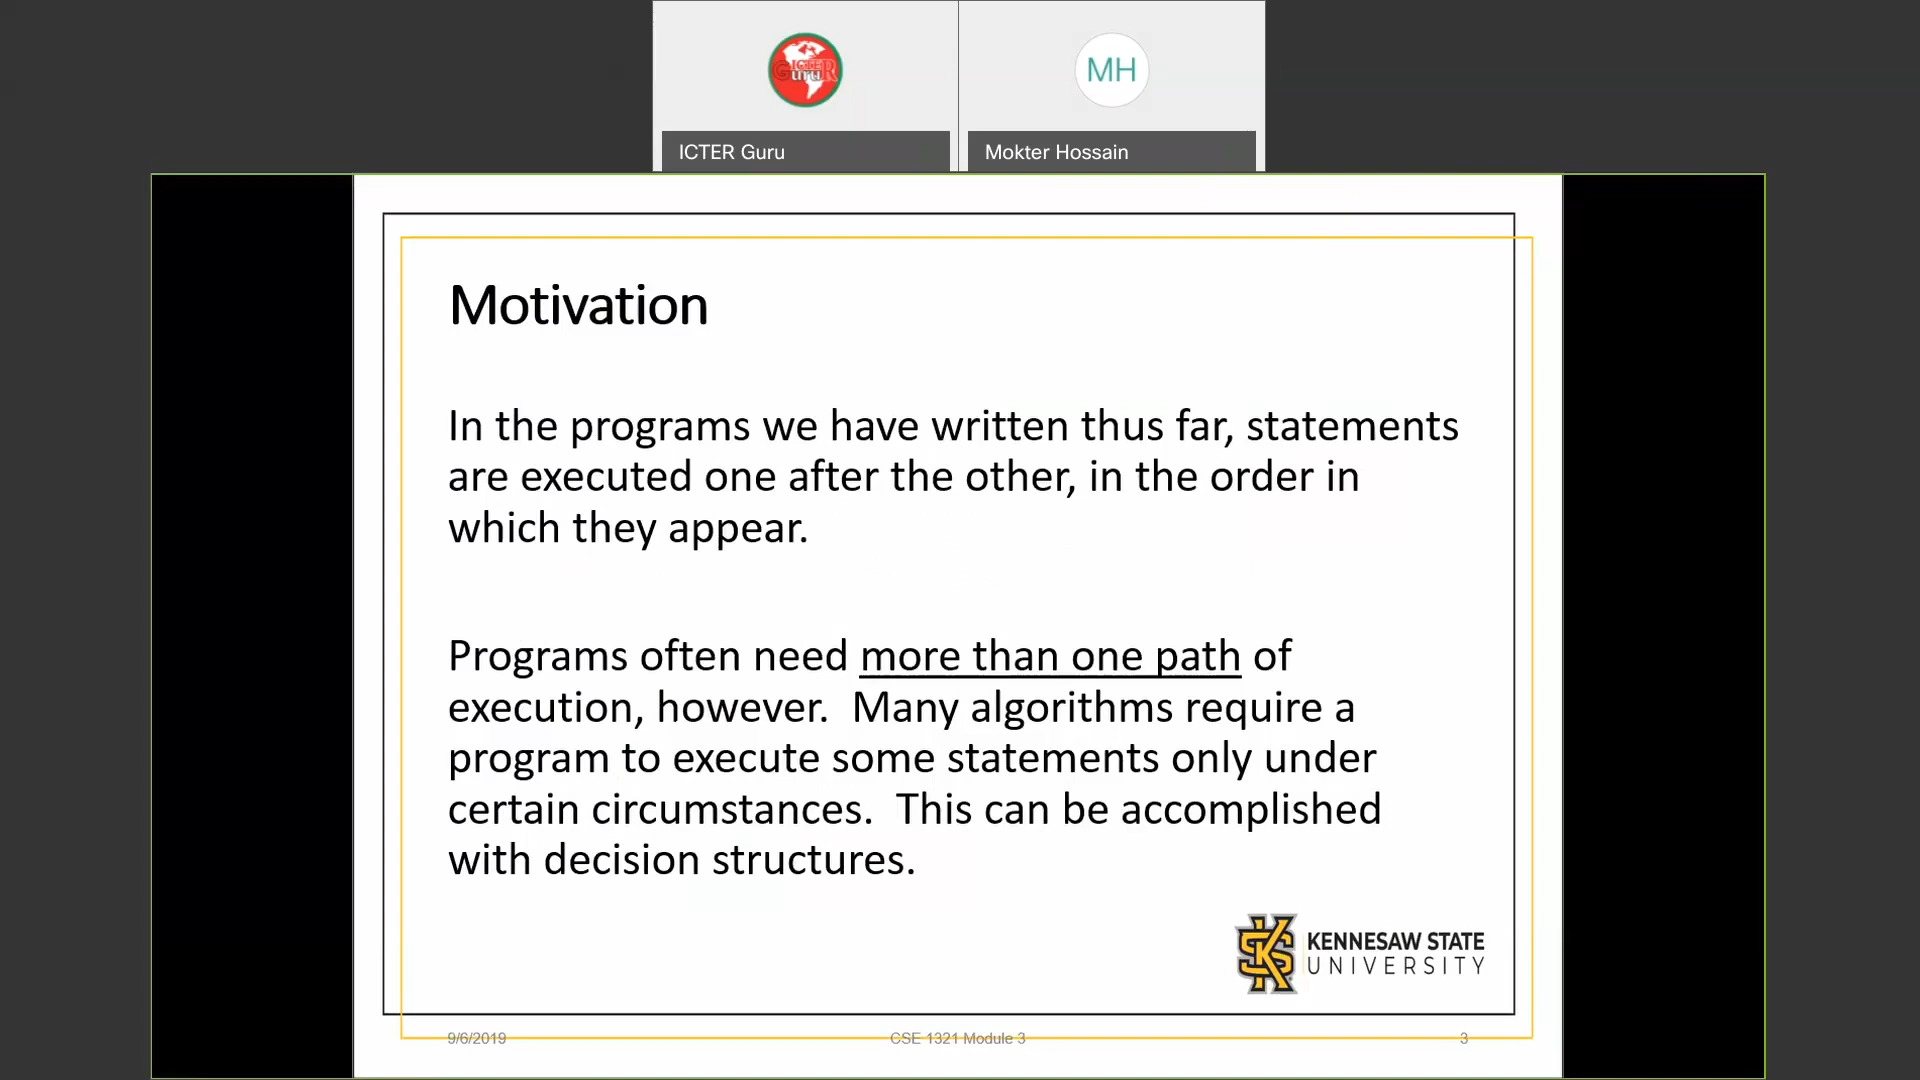 ICTER
Guru
MH
ICTER Guru
Mokter Hossain
Motivation
In the programs we have written thus far, statements
are executed one after the other, in the order in
which they appear.
Programs often need more than one path of
execution, however.  Many algorithms require a
program to execute some statements only under
certain circumstances.  This can be accomplished
with decision structures.
KS
KENNESAW STATE
UNIVERSITY
9/6/2019
CSE 1321 Module 3
3